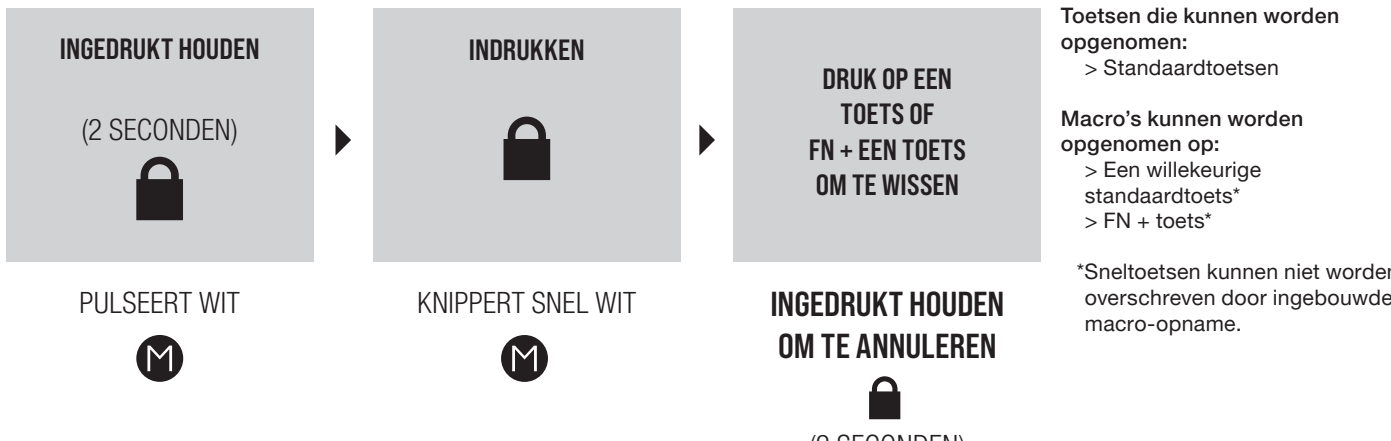 INGEDRUKT HOUDEN
(2 SECONDEN)
PULSEERT WIT
M
INDRUKKEN
KNIPPERT SNEL WIT
M
DRUK OP EEN
TOETS OF
FN + EEN TOETS
OM TE WISSEN
INGEDRUKT HOUDEN
OM TE ANNULEREN
(2 SECONDEN)
Toetsen die kunnen worden
opgenomen:
> Standaardtoetsen
Macro's kunnen worden
opgenomen op:
> Een willekeurige
standaardtoets*
> FN + toets*
*Sneltoetsen kunnen niet worden
overschreven door ingebouwde
macro-opname.